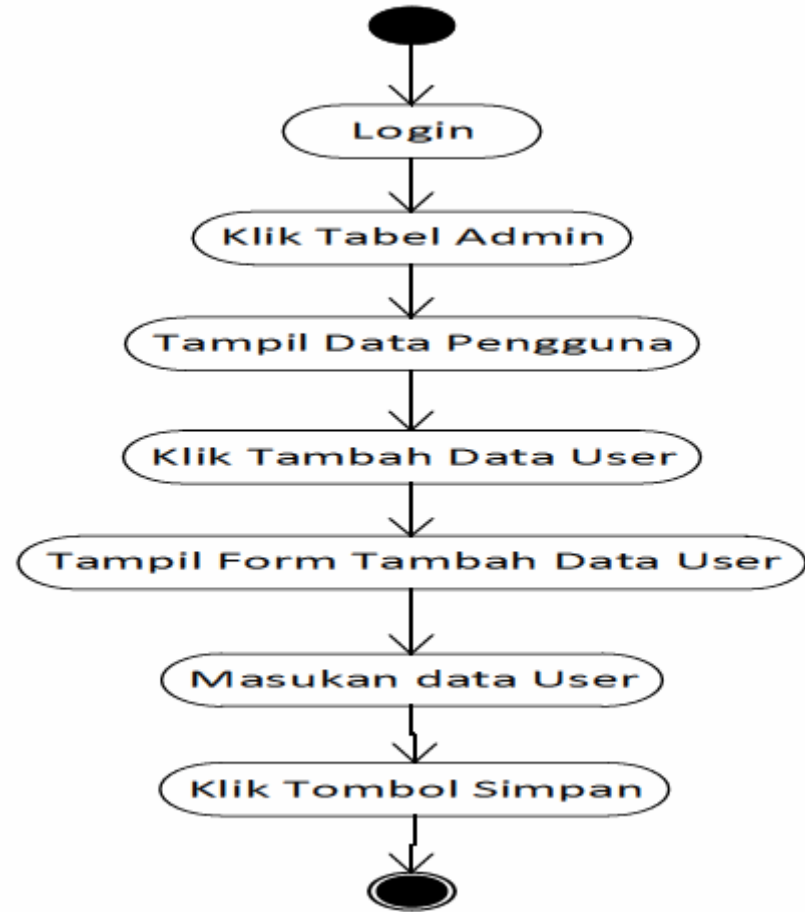 Login
Klik Tabel Admin
Tampil Data Pengguna
Klik Tambah Data User
Tampil Form Tambah Data User
Masukan data User
Klik Tombol Simpan